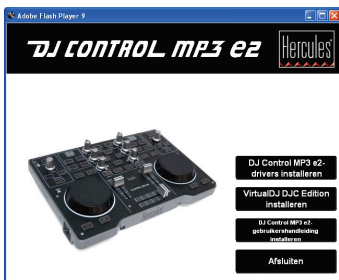 Adobe Flash Player 9
DJ CONTROL MP3 e2
Hercules
DJ Control MP3 e2-
drivers installeren
VirtualDJ DJC Edition
installeren
DJ Control MP3 e2-
gebruikershandleiding
installeren
Afsluiten